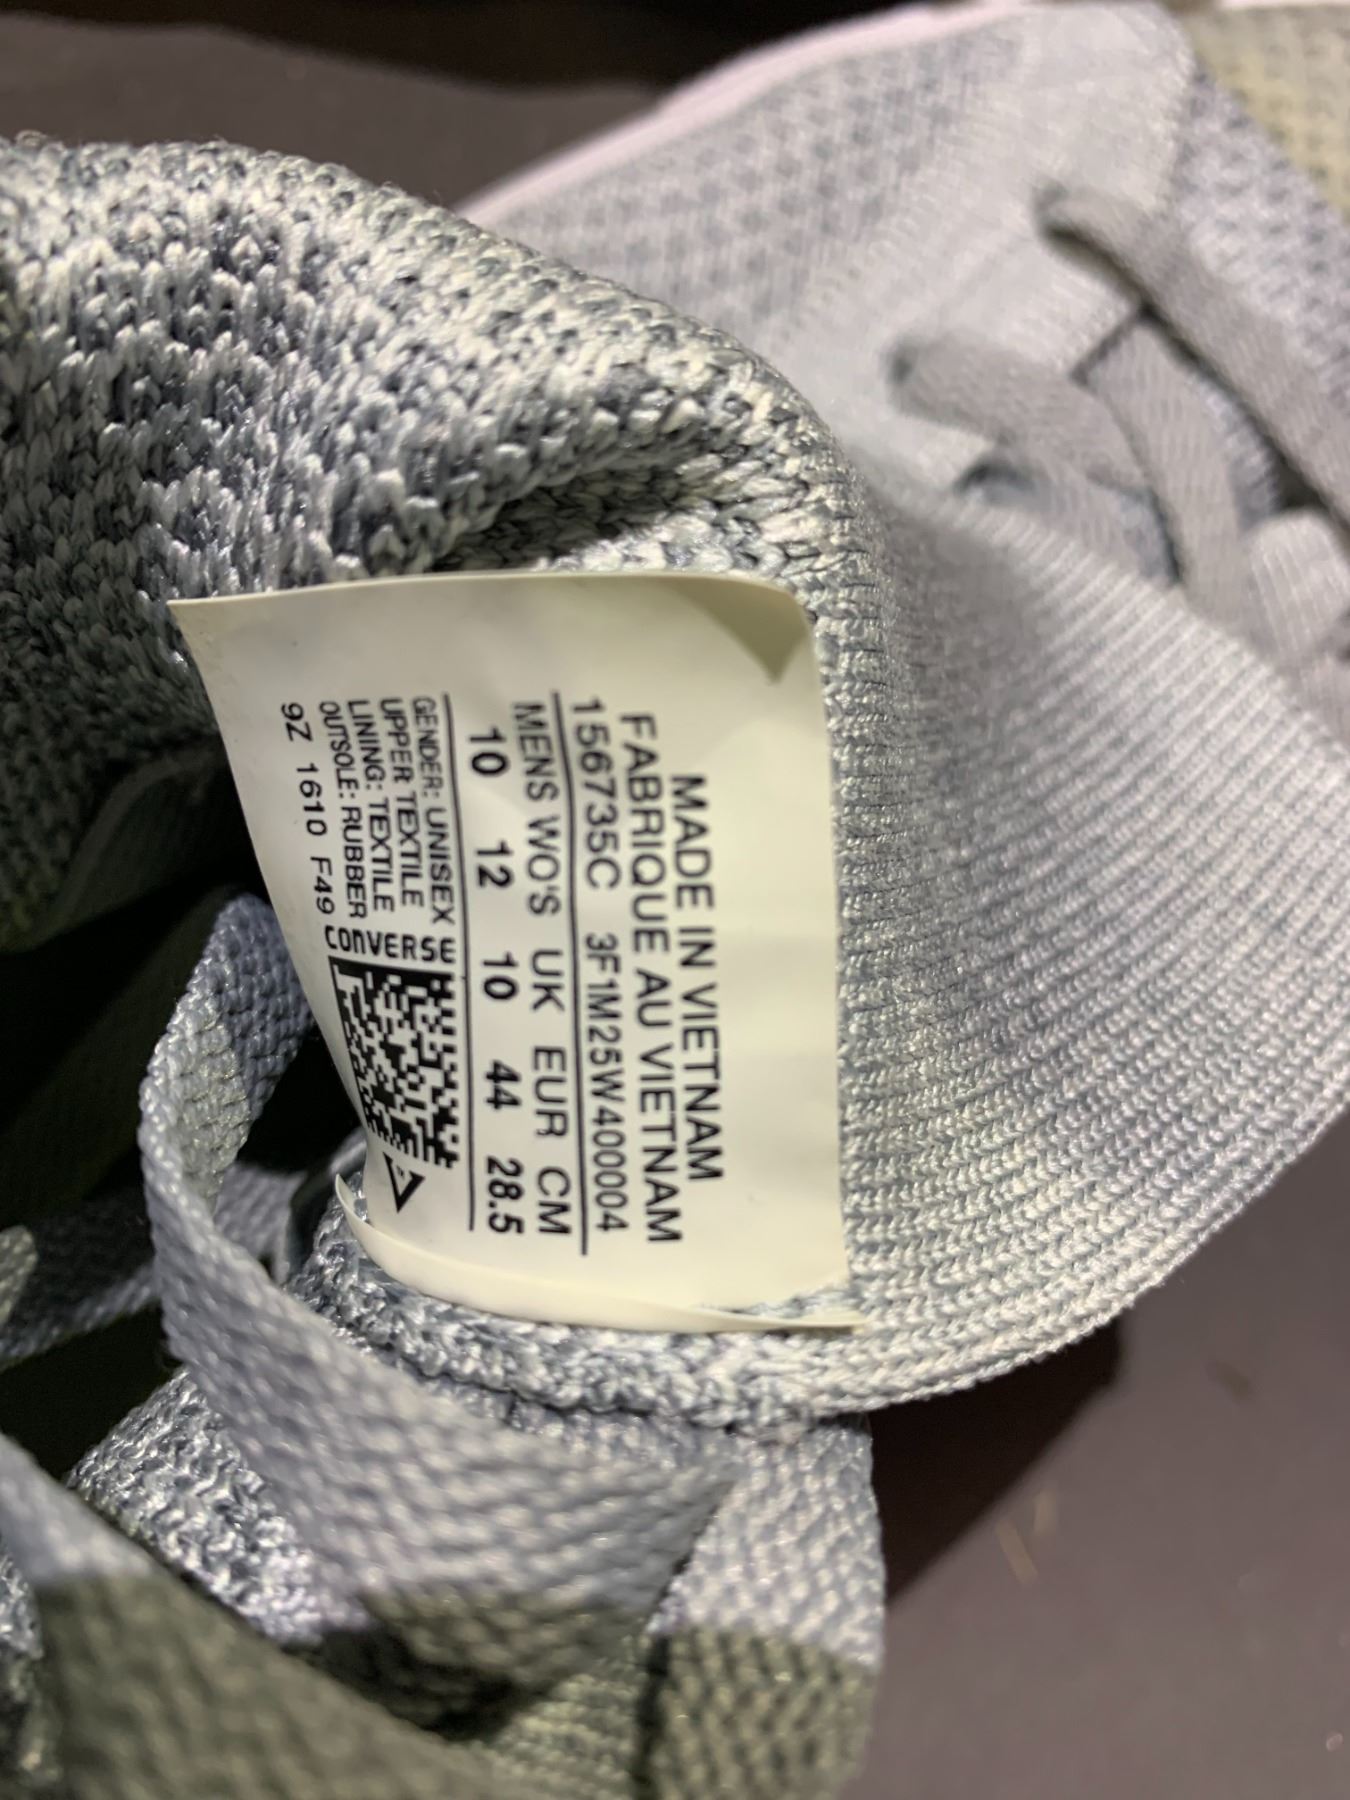 MADE IN VIETNAM
FABRIQUE AU VIETNAM
156735C 3F1M25W400004
MENS WO'S UK EUR CM
10 12 10 44 28.5
GENDER: UNISEX
UPPER TEXTILE
LINING: TEXTILE
OUTSOLE: RUBBER
9Z 1610 F49
CONVERSE